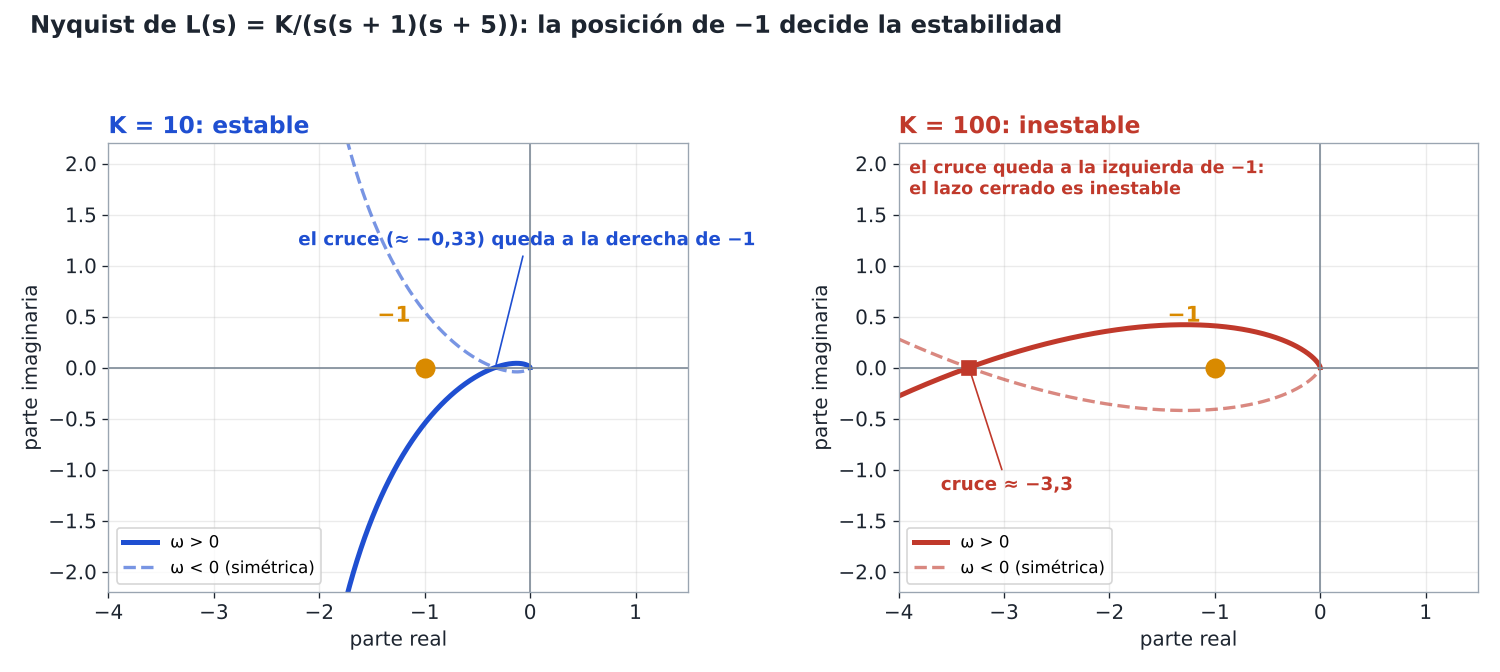 Nyquist de L(s) = K/(s(s + 1)(s + 5)): la posición de −1 decide la estabilidad
K = 10: estable
parte imaginaria
2.0
1.5
1.0
0.5
0.0
−0.5
−1.0
−1.5
−2.0
el cruce (≈ −0,33) queda a la derecha de −1
−1
ω > 0
ω < 0 (simétrica)
−4
−3
−2
−1
0
1
parte real
K = 100: inestable
parte imaginaria
2.0
1.5
1.0
0.5
0.0
−0.5
−1.0
−1.5
−2.0
el cruce queda a la izquierda de −1:
el lazo cerrado es inestable
−1
cruce ≈ −3,3
ω > 0
ω < 0 (simétrica)
−4
−3
−2
−1
0
1
parte real